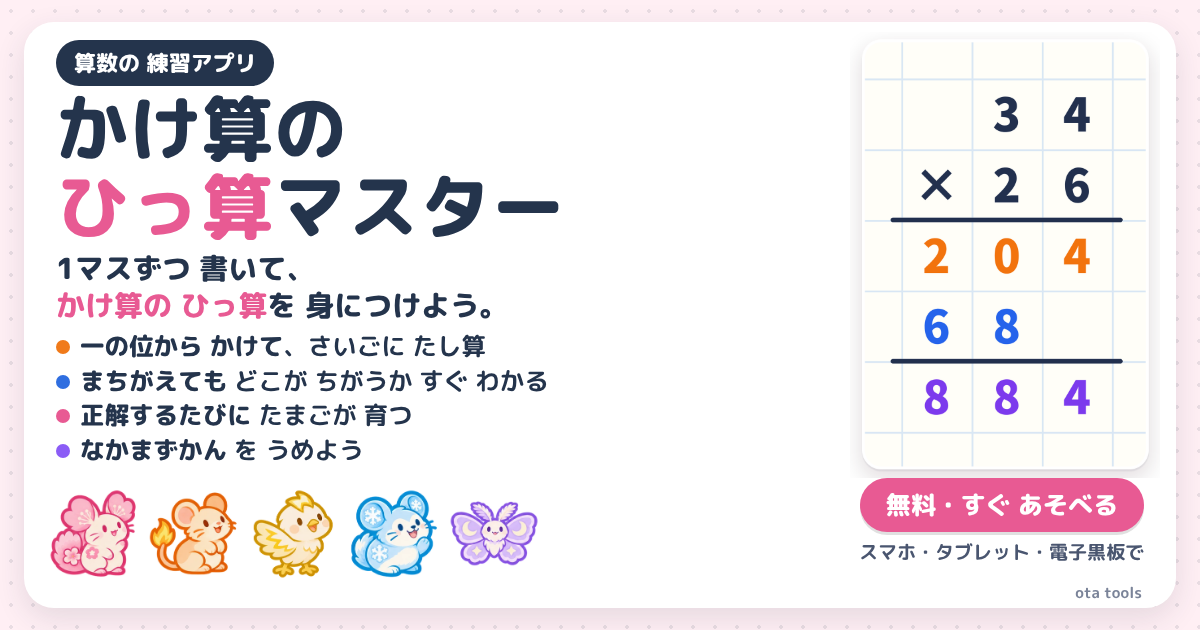 算数の 練習アプリ
かけ算の
ひっ算マスター
1マスずつ 書いて、
かけ算の ひっ算を 身につけよう。
一の位から かけて、さいごに たし算
まちがえても どこが ちがうか すぐ わかる
正解するたびに たまごが 育つ
なかまずかん を うめよう
3 4
× 2 6
2 0 4
6 8
8 8 4
無料・すぐ あそべる
スマホ・タブレット・電子黒板で
ota tools